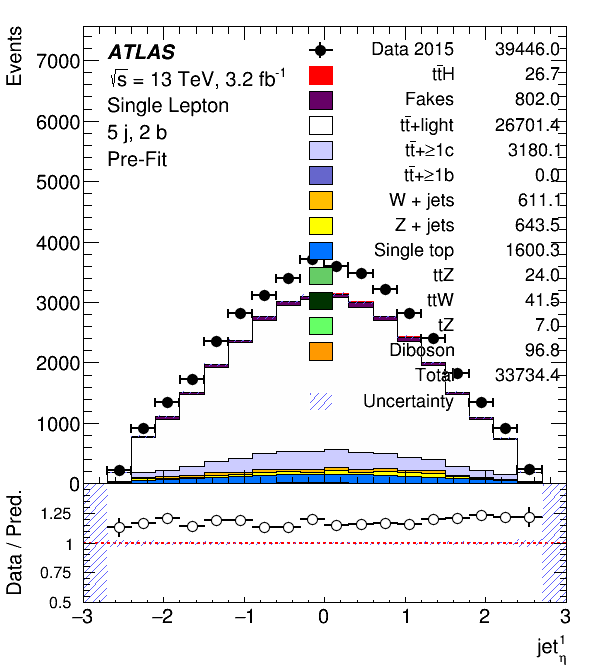 Events
7000
6000
5000
4000
3000
2000
1000
0
ATLAS
√s = 13 TeV, 3.2 fb⁻¹
Single Lepton
5 j, 2 b
Pre-Fit
Data 2015 39446.0
tt̄H 26.7
Fakes 802.0
tt̄+light 26701.4
tt̄+≥1c 3180.1
tt̄+≥1b 0.0
W + jets 611.1
Z + jets 643.5
Single top 1600.3
ttZ 24.0
ttW 41.5
tZ 7.0
Diboson 96.8
Total 33734.4
Uncertainty
Data / Pred.
1.25
1
0.75
0.5
−3 −2 −1 0 1 2 3
jet¹η